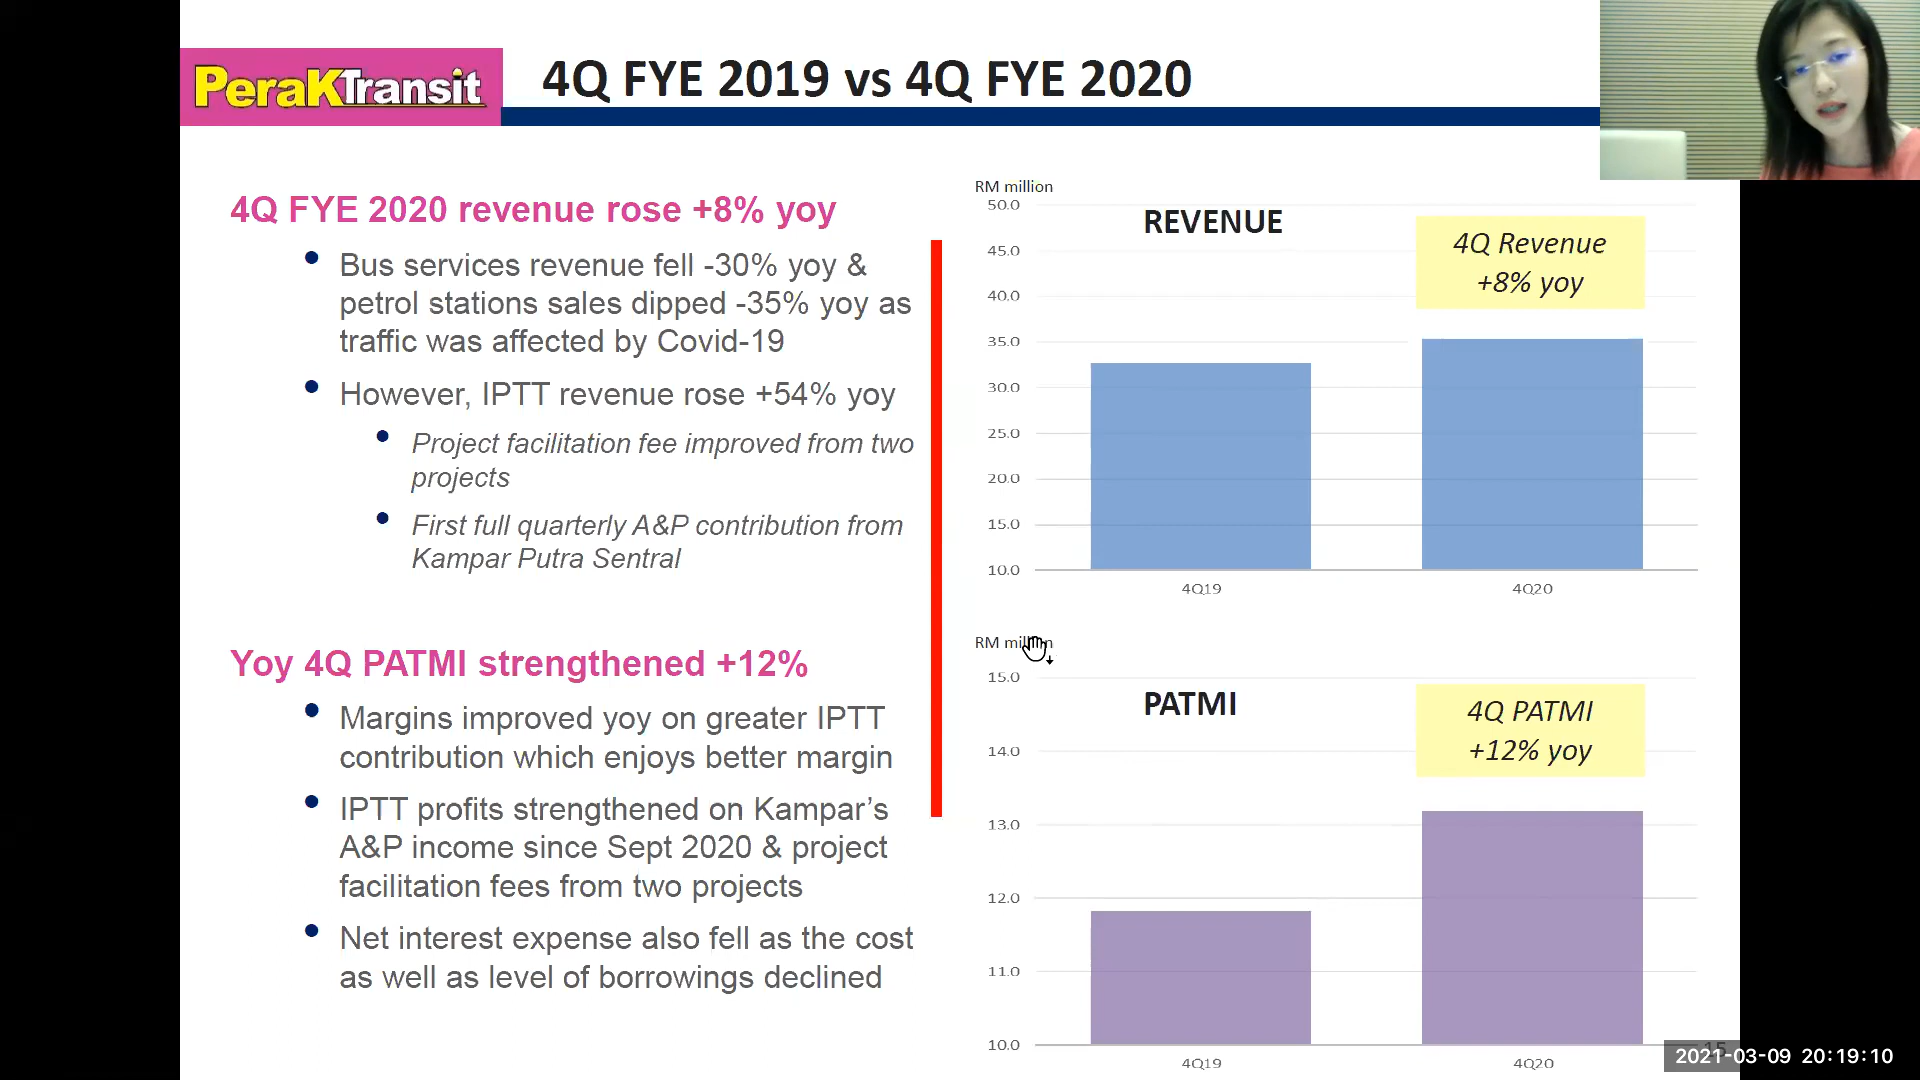 PeraKTransit
4Q FYE 2019 vs 4Q FYE 2020
4Q FYE 2020 revenue rose +8% yoy
• Bus services revenue fell -30% yoy &
petrol stations sales dipped -35% yoy as
traffic was affected by Covid-19
• However, IPTT revenue rose +54% yoy
• Project facilitation fee improved from two
projects
• First full quarterly A&P contribution from
Kampar Putra Sentral
Yoy 4Q PATMI strengthened +12%
• Margins improved yoy on greater IPTT
contribution which enjoys better margin
• IPTT profits strengthened on Kampar’s
A&P income since Sept 2020 & project
facilitation fees from two projects
• Net interest expense also fell as the cost
as well as level of borrowings declined
RM million
REVENUE
4Q Revenue
+8% yoy
50.0
45.0
40.0
35.0
30.0
25.0
20.0
15.0
10.0
4Q19 4Q20
RM million
PATMI
4Q PATMI
+12% yoy
15.0
14.0
13.0
12.0
11.0
10.0
4Q19 4Q20
15
2021-03-09 20:19:10